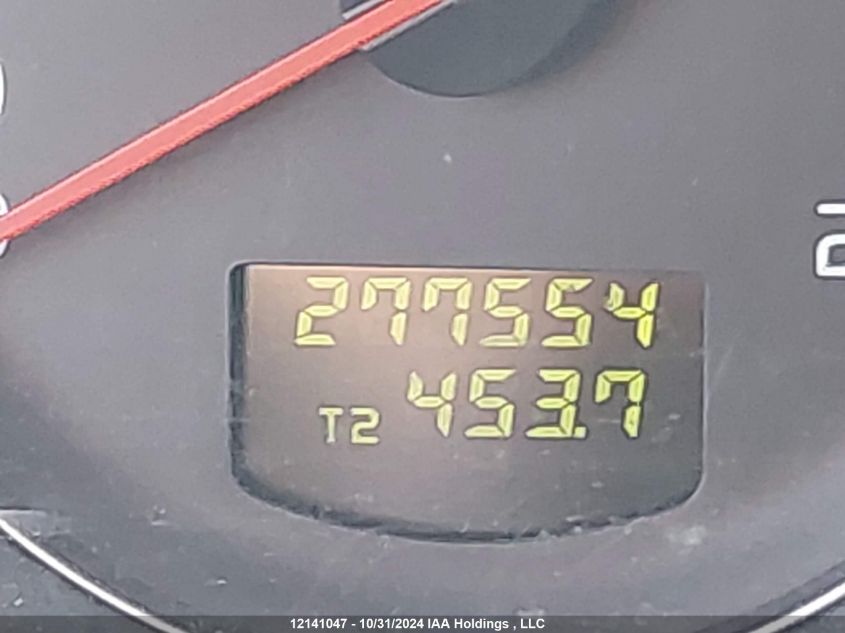 277554
T2 453.7
12141047 - 10/31/2024 IAA Holdings , LLC